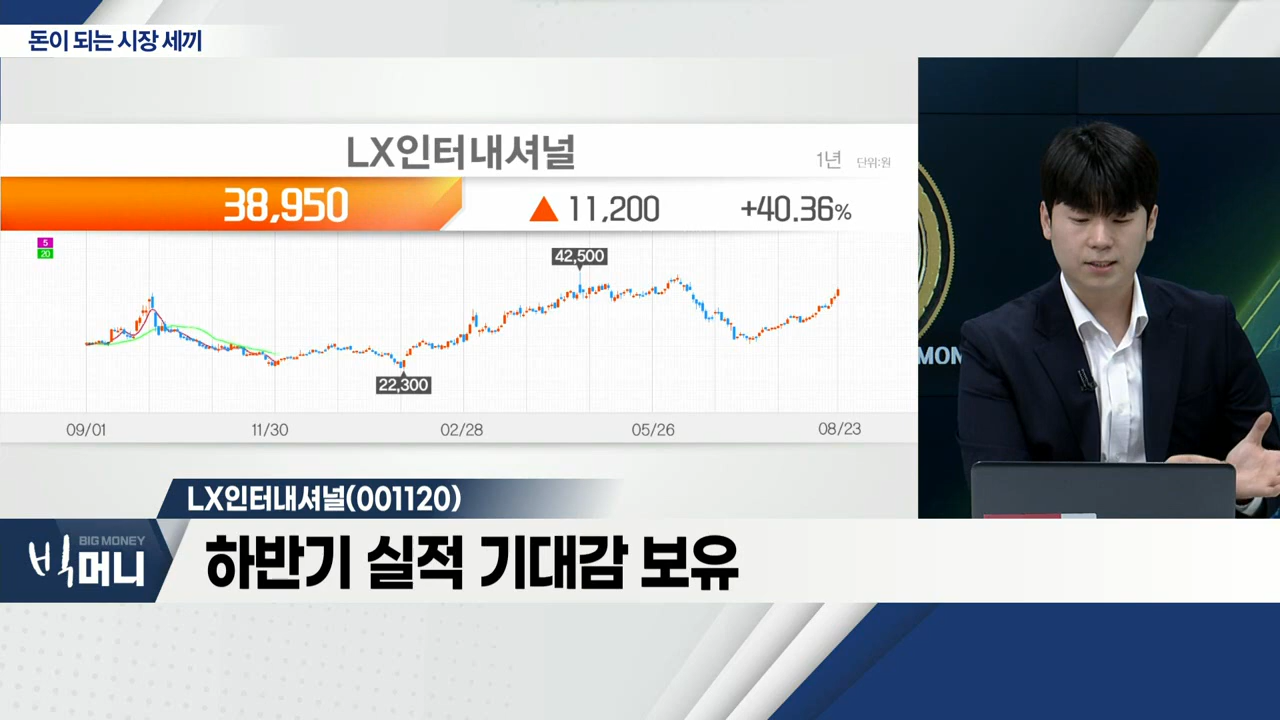 돈이 되는 시장 세끼
LX인터내셔널
1년 단위:원
38,950 ▲ 11,200 +40.36%
5
20
42,500
22,300
09/01 11/30 02/28 05/26 08/23
MON
LX인터내셔널(001120)
BIG MONEY
빅머니
하반기 실적 기대감 보유